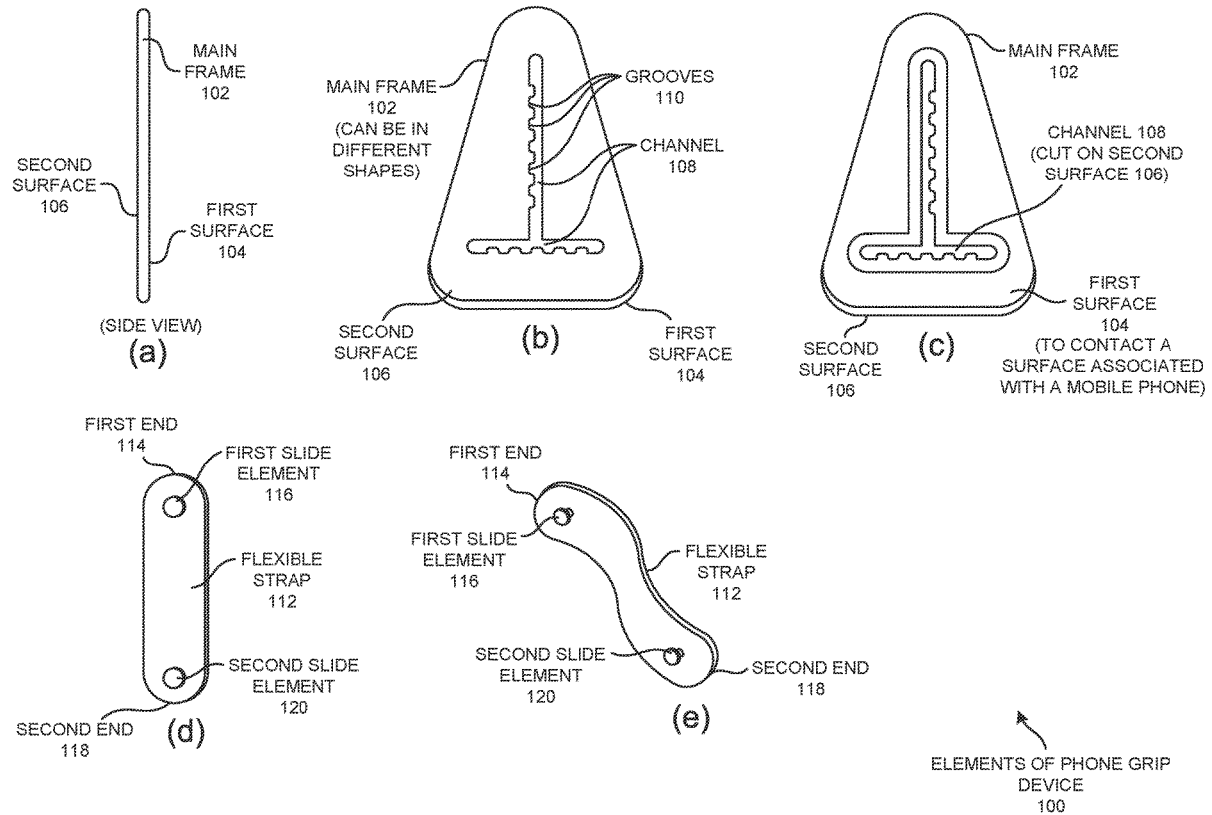 MAIN
FRAME
102
SECOND
SURFACE
106
FIRST
SURFACE
104
(SIDE VIEW)
(a)
MAIN FRAME
102
(CAN BE IN
DIFFERENT
SHAPES)
GROOVES
110
CHANNEL
108
SECOND
SURFACE
106
(b)
FIRST
SURFACE
104
MAIN FRAME
102
CHANNEL 108
(CUT ON SECOND
SURFACE 106)
SECOND
SURFACE
106
(c)
FIRST
SURFACE
104
(TO CONTACT A
SURFACE ASSOCIATED
WITH A MOBILE PHONE)
FIRST END
114
FIRST SLIDE
ELEMENT
116
FLEXIBLE
STRAP
112
SECOND SLIDE
ELEMENT
120
SECOND END
118
(d)
FIRST END
114
FIRST SLIDE
ELEMENT
116
FLEXIBLE
STRAP
112
SECOND SLIDE
ELEMENT
120
SECOND END
118
(e)
ELEMENTS OF PHONE GRIP
DEVICE
100